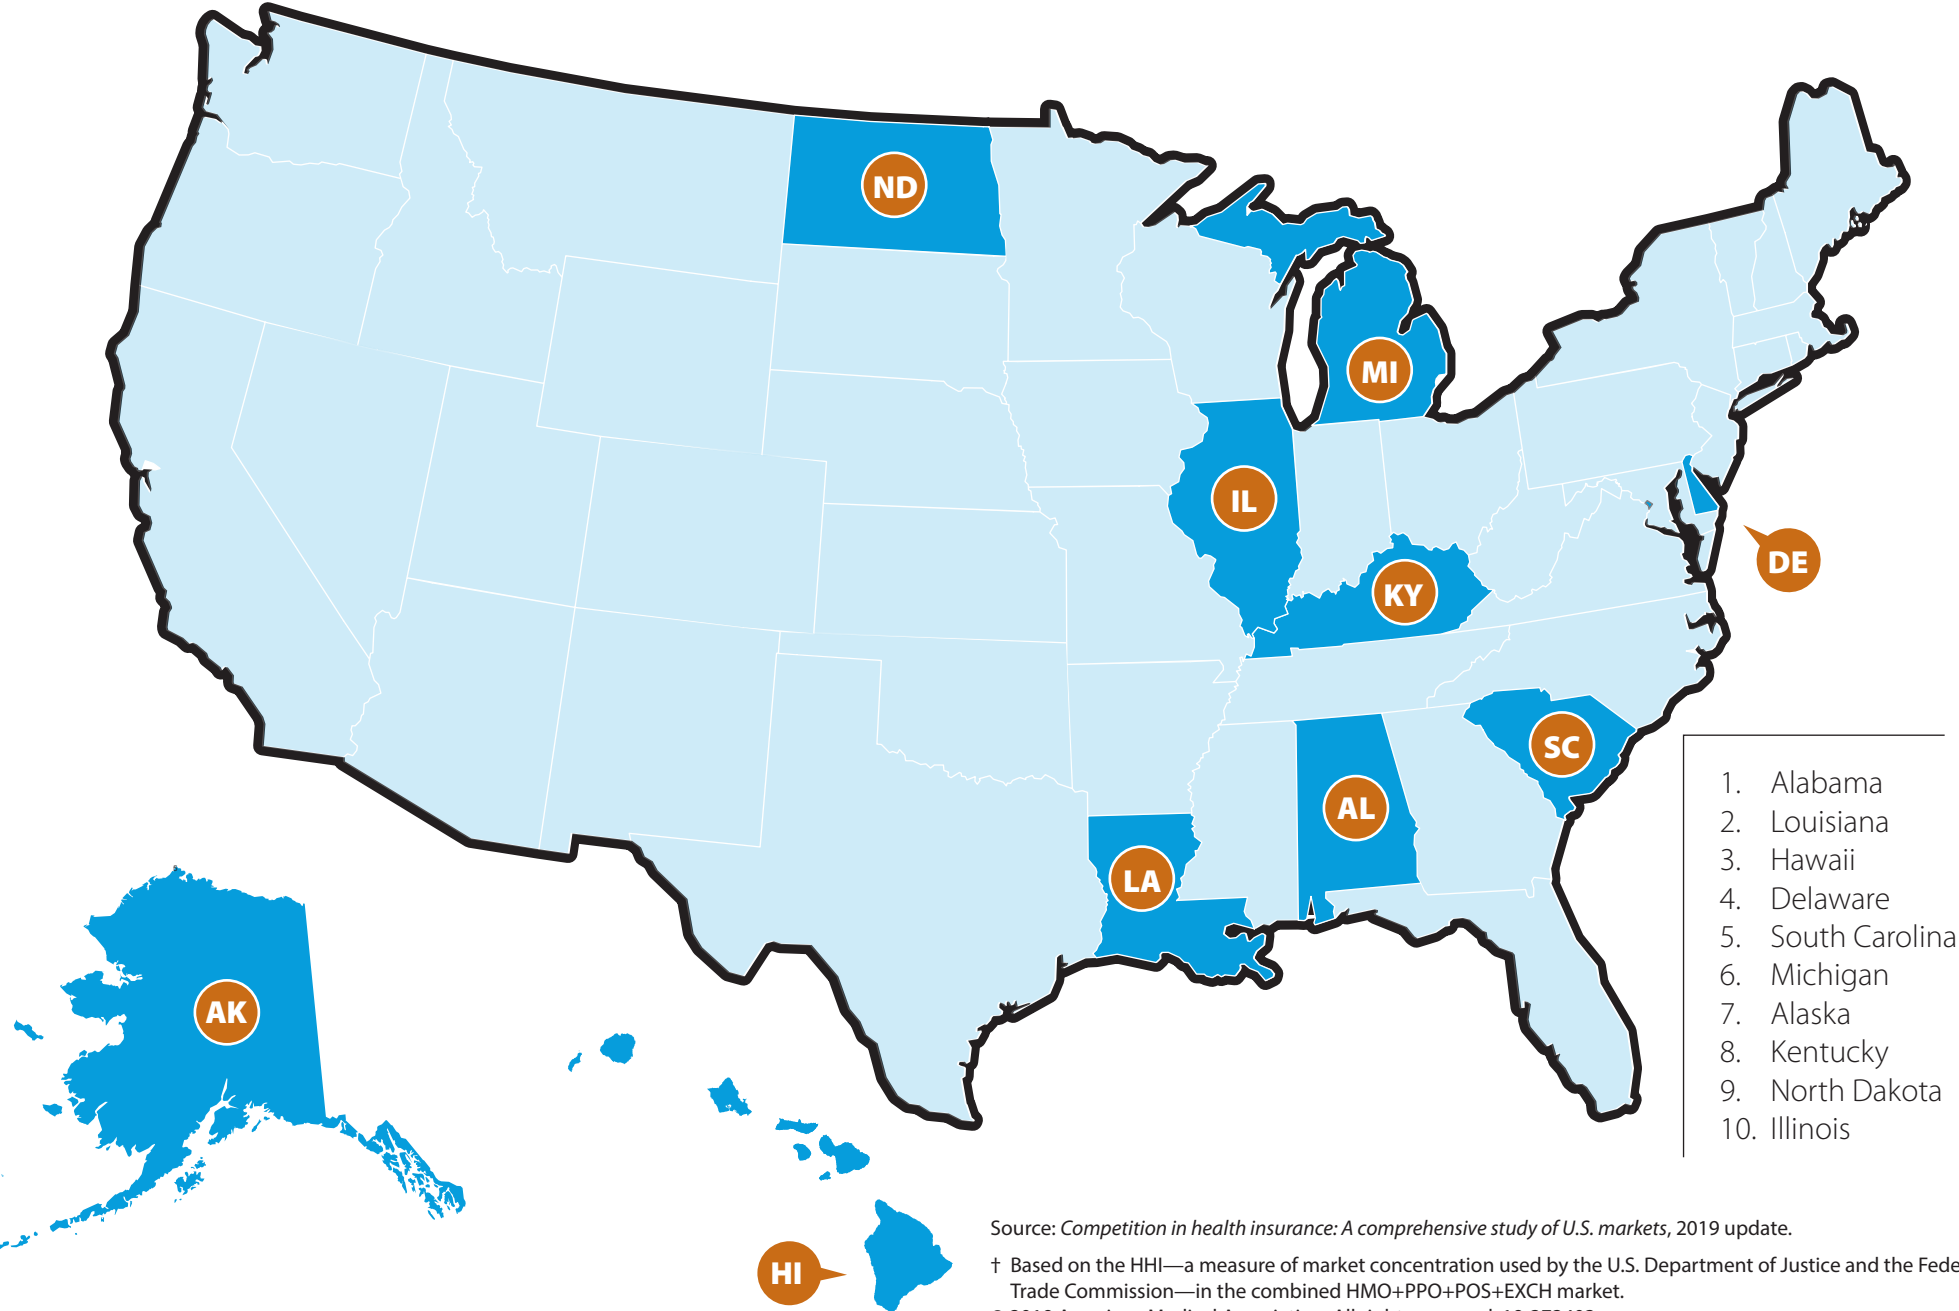 ND
MI
IL
DE
KY
SC
AL
LA
AK
HI
1. Alabama
2. Louisiana
3. Hawaii
4. Delaware
5. South Carolina
6. Michigan
7. Alaska
8. Kentucky
9. North Dakota
10. Illinois
Source: Competition in health insurance: A comprehensive study of U.S. markets, 2019 update.
† Based on the HHI—a measure of market concentration used by the U.S. Department of Justice and the Fede
Trade Commission—in the combined HMO+PPO+POS+EXCH market.